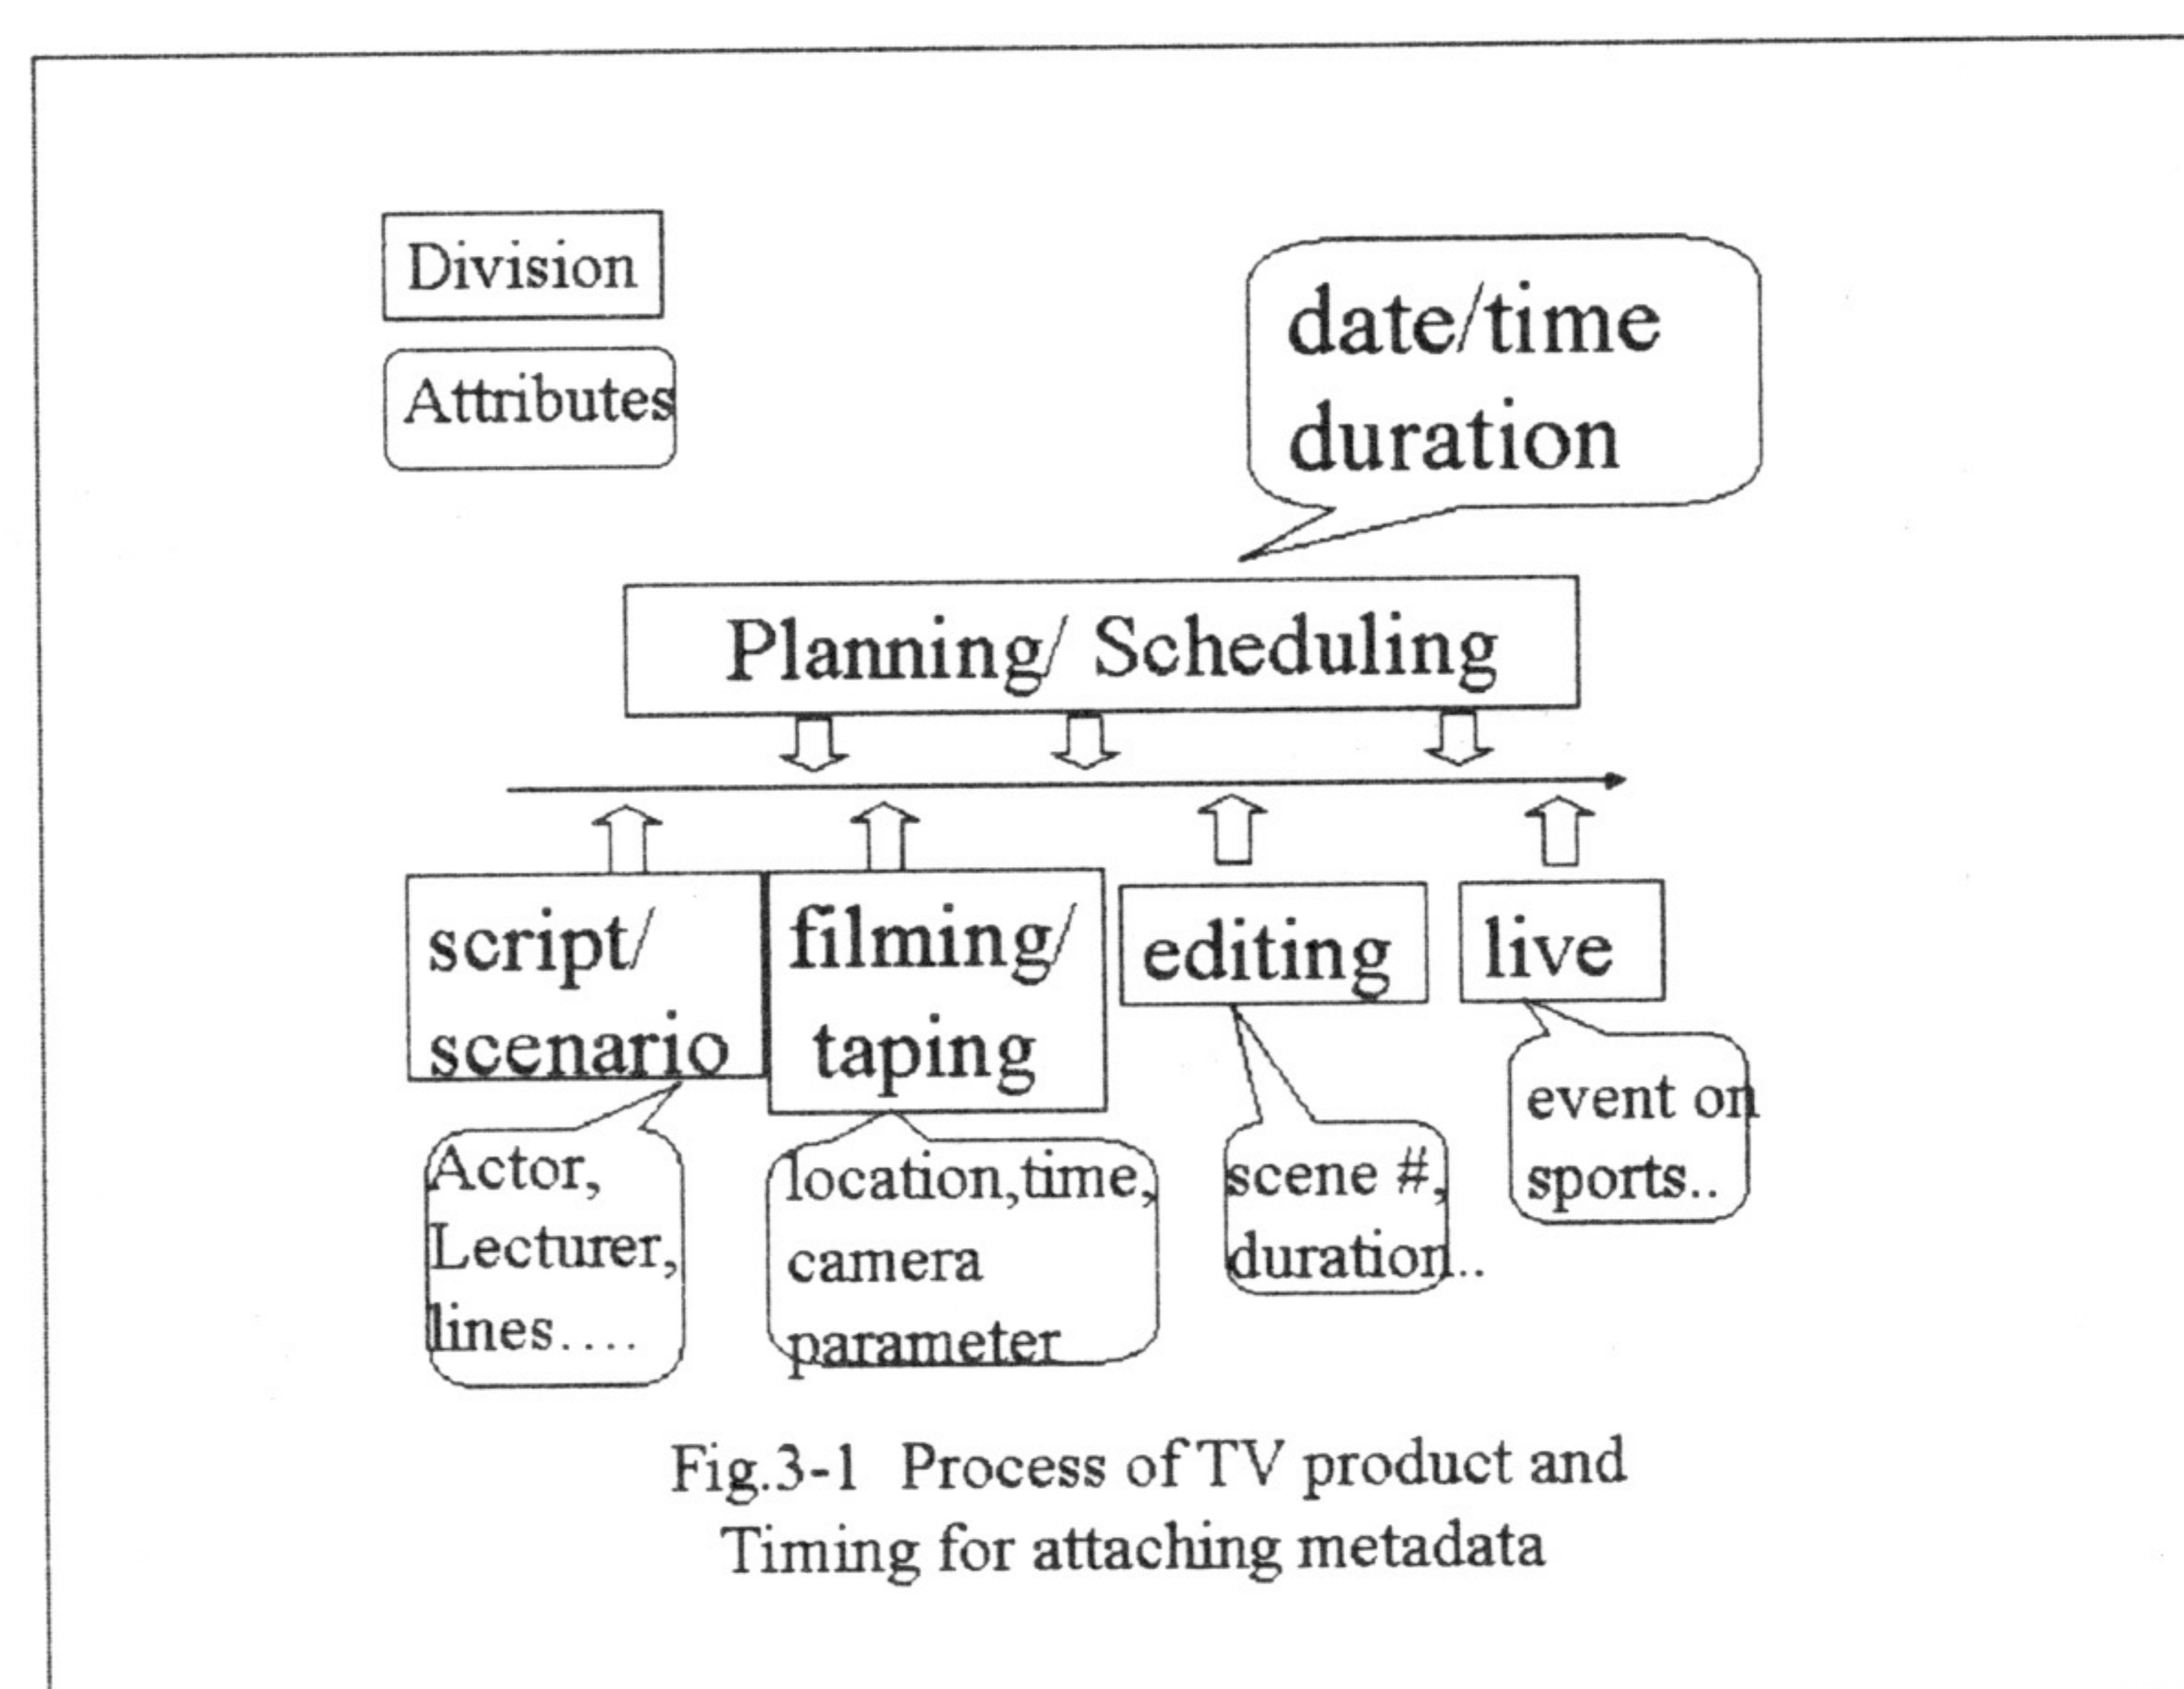 Division
Attributes
date/time
duration
Planning/ Scheduling
script/
scenario
filming/
taping
editing
live
Actor,
Lecturer,
lines....
location,time,
camera
parameter
scene #,
duration..
event on
sports..
Fig.3-1 Process of TV product and
Timing for attaching metadata